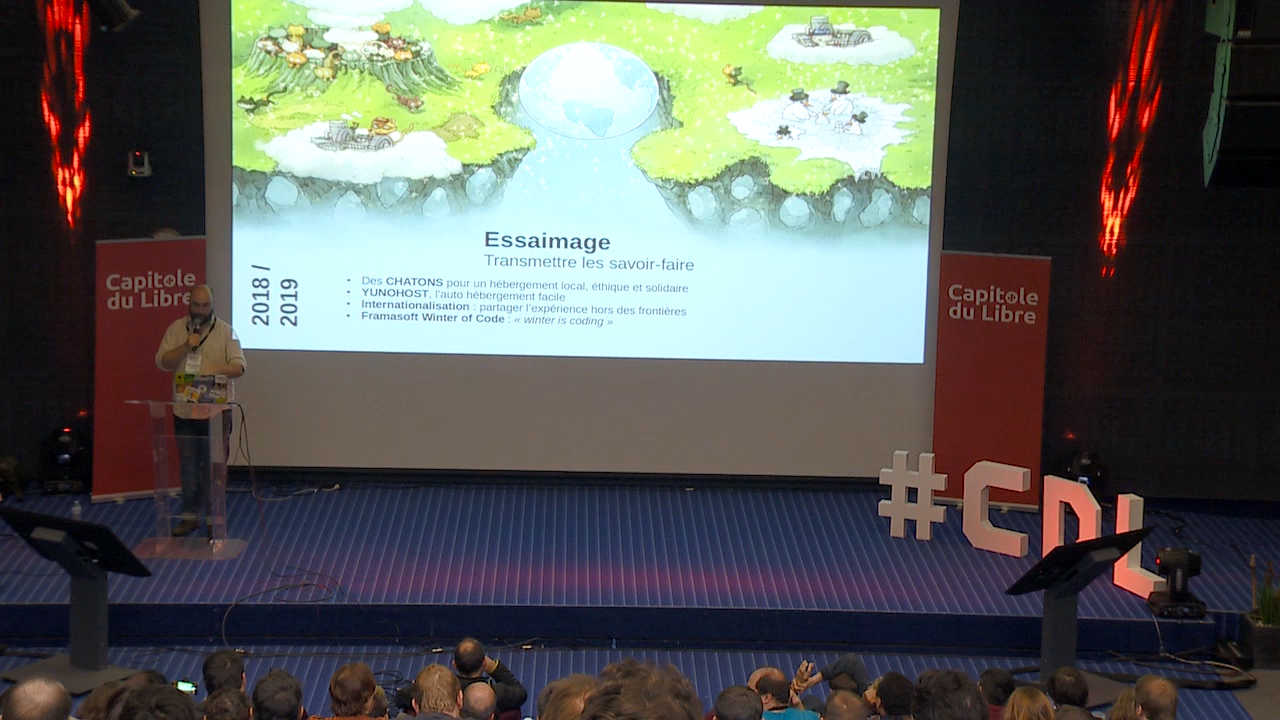 Essaimage
Transmettre les savoir-faire
2018 /
2019
• Des CHATONS pour un hébergement local, éthique et solidaire
• YUNOHOST, l'auto hébergement facile
• Internationalisation : partager l'expérience hors des frontières
• Framasoft Winter of Code : « winter is coding »
Capitole
du Libre
Capitole
du Libre
#CDL